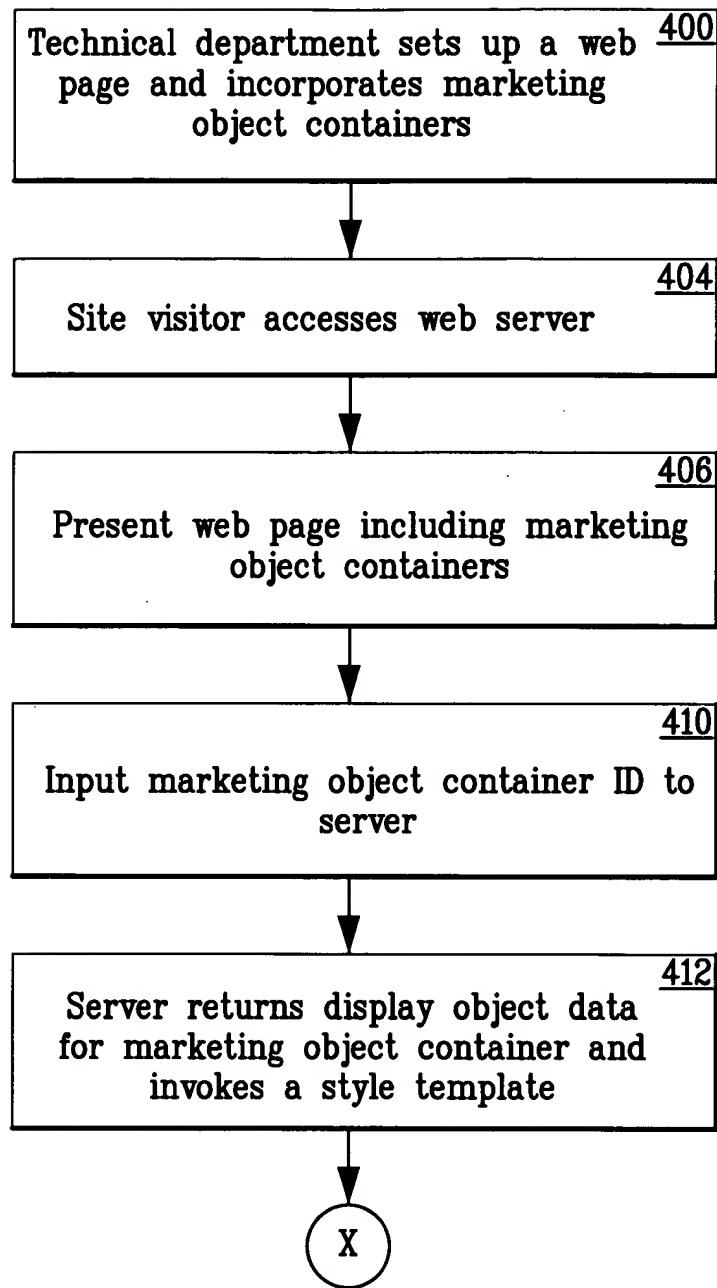 400
Technical department sets up a web
page and incorporates marketing
object containers
404
Site visitor accesses web server
406
Present web page including marketing
object containers
410
Input marketing object container ID to
server
412
Server returns display object data
for marketing object container and
invokes a style template
X